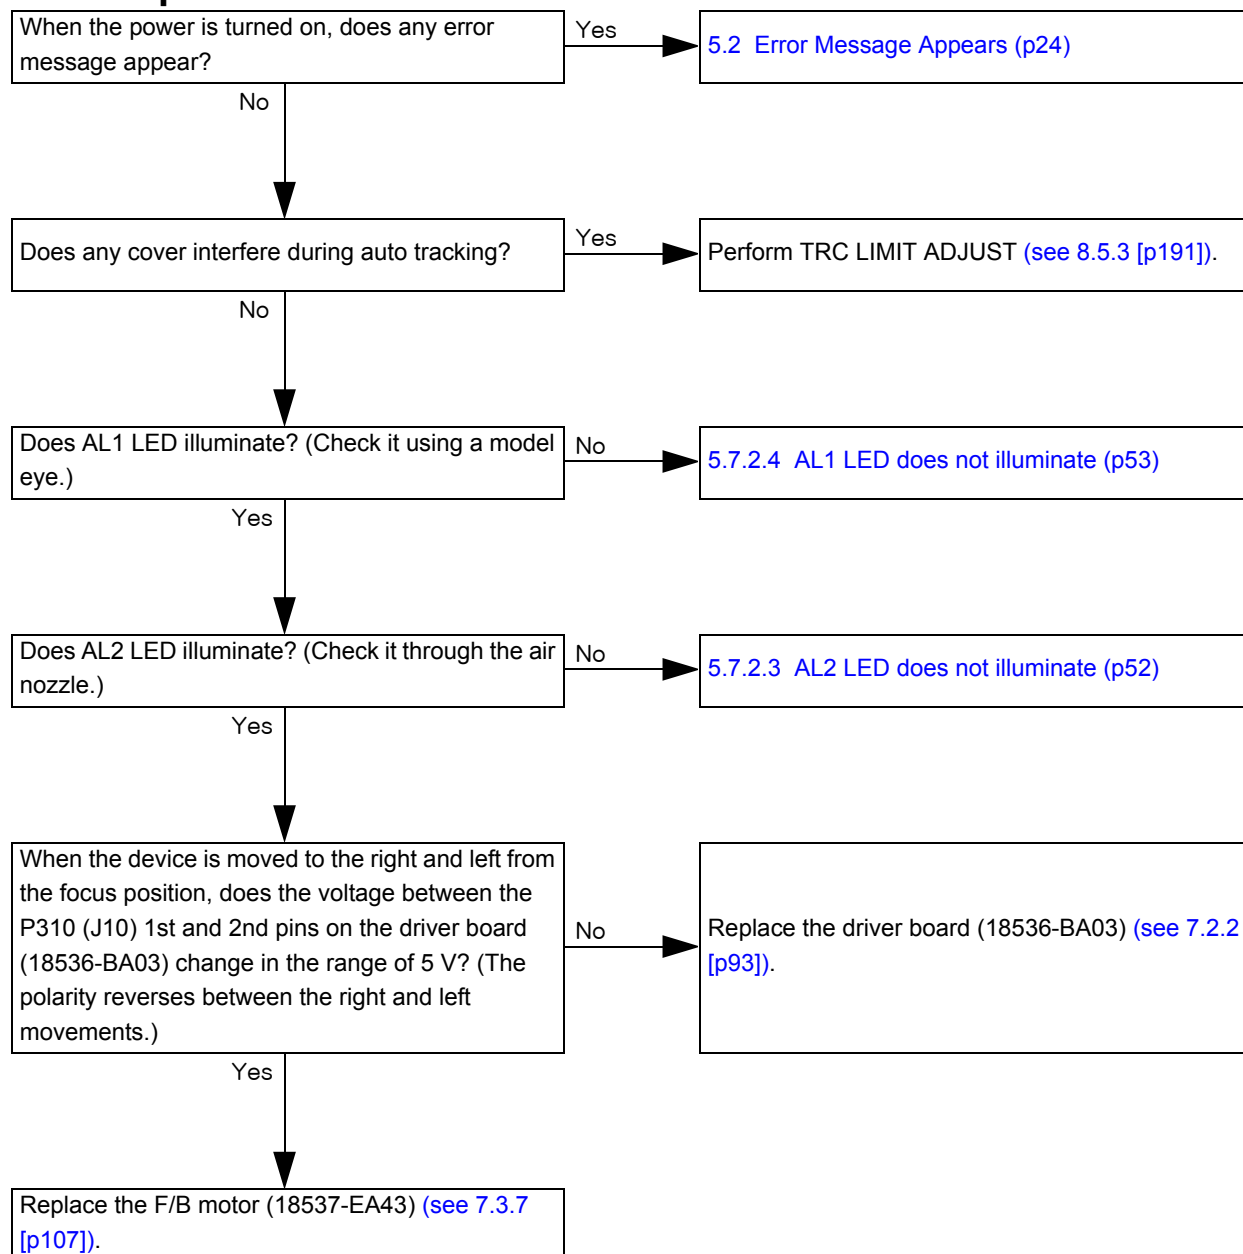 When the power is turned on, does any error
message appear?
Yes
5.2 Error Message Appears (p24)
No
Does any cover interfere during auto tracking?
Yes
Perform TRC LIMIT ADJUST (see 8.5.3 [p191]).
No
Does AL1 LED illuminate? (Check it using a model
eye.)
No
5.7.2.4 AL1 LED does not illuminate (p53)
Yes
Does AL2 LED illuminate? (Check it through the air
nozzle.)
No
5.7.2.3 AL2 LED does not illuminate (p52)
Yes
When the device is moved to the right and left from
the focus position, does the voltage between the
P310 (J10) 1st and 2nd pins on the driver board
(18536-BA03) change in the range of 5 V? (The
polarity reverses between the right and left
movements.)
No
Replace the driver board (18536-BA03) (see 7.2.2
[p93]).
Yes
Replace the F/B motor (18537-EA43) (see 7.3.7
[p107]).